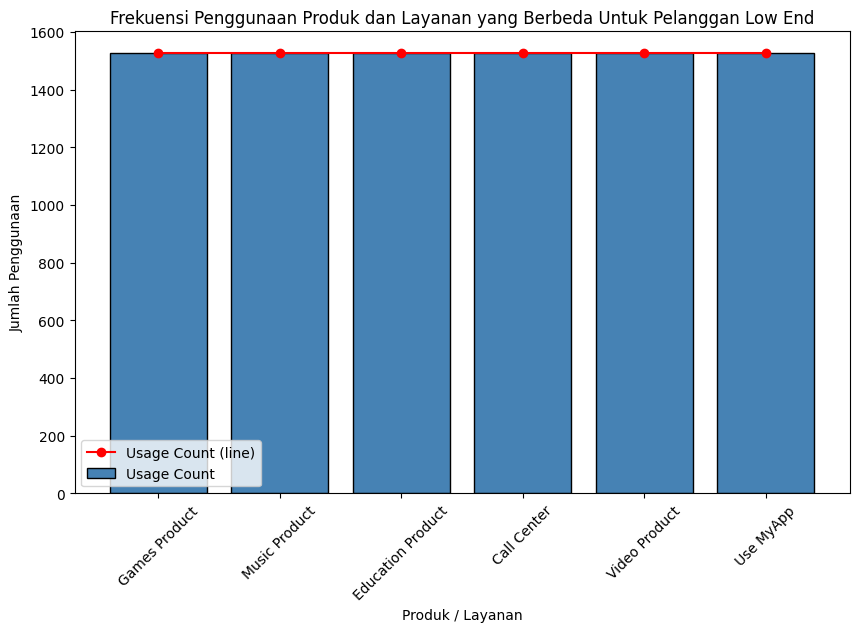 Frekuensi Penggunaan Produk dan Layanan yang Berbeda Untuk Pelanggan Low End
Jumlah Penggunaan
1600
1400
1200
1000
800
600
400
200
0
Usage Count (line)
Usage Count
Games Product
Music Product
Education Product
Call Center
Video Product
Use MyApp
Produk / Layanan